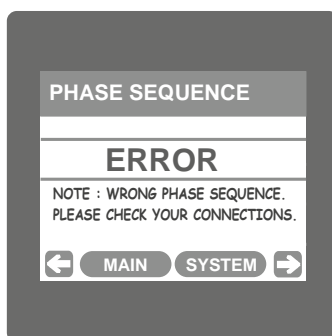 PHASE SEQUENCE
ERROR
NOTE : WRONG PHASE SEQUENCE.
PLEASE CHECK YOUR CONNECTIONS.
MAIN SYSTEM